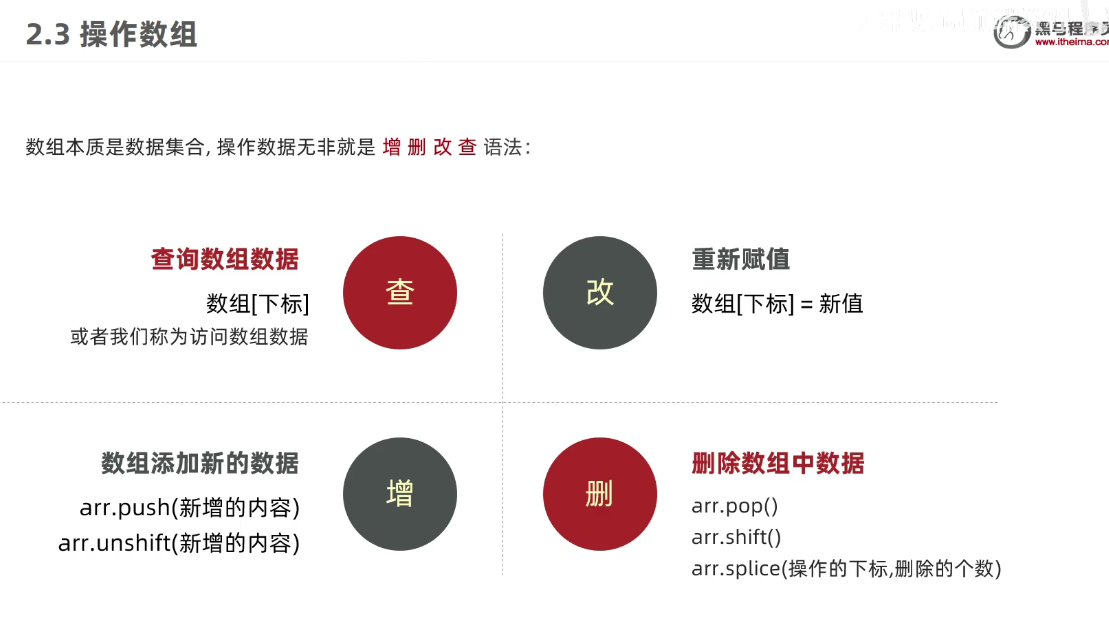 2.3 操作数组
黑马程序员
www.itheima.com
数组本质是数据集合, 操作数据无非就是 增 删 改 查 语法：
查询数组数据
数组[下标]
或者我们称为访问数组数据
查
改
重新赋值
数组[下标] = 新值
数组添加新的数据
arr.push(新增的内容)
arr.unshift(新增的内容)
增
删
删除数组中数据
arr.pop()
arr.shift()
arr.splice(操作的下标,删除的个数)